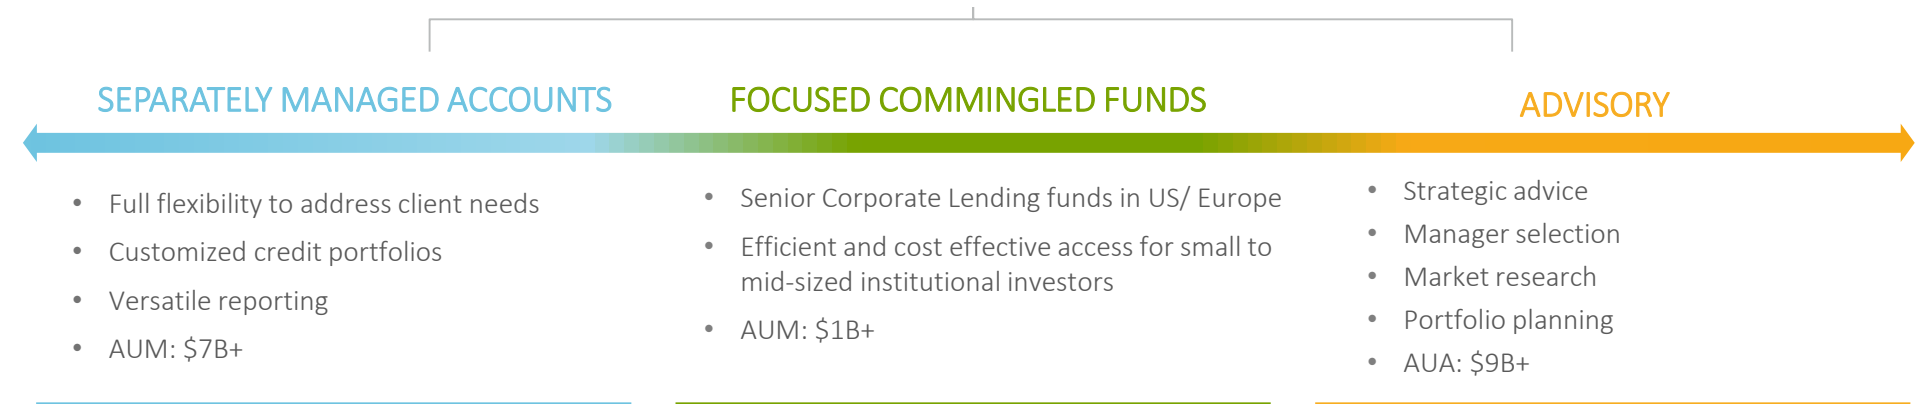 SEPARATELY MANAGED ACCOUNTS
• Full flexibility to address client needs
• Customized credit portfolios
• Versatile reporting
• AUM: $7B+
FOCUSED COMMINGLED FUNDS
• Senior Corporate Lending funds in US/ Europe
• Efficient and cost effective access for small to
mid-sized institutional investors
• AUM: $1B+
ADVISORY
• Strategic advice
• Manager selection
• Market research
• Portfolio planning
• AUA: $9B+